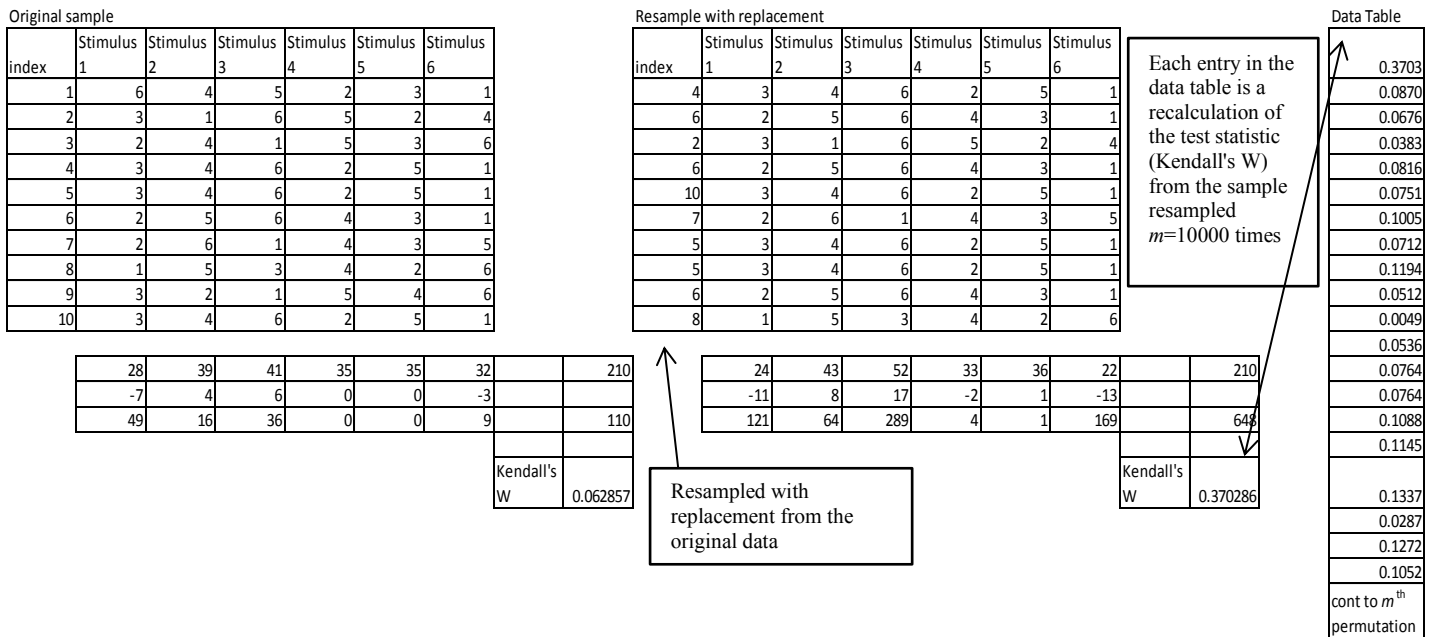 Original sample
index Stimulus 1 Stimulus 2 Stimulus 3 Stimulus 4 Stimulus 5 Stimulus 6
1 6 4 5 2 3 1
2 3 1 6 5 2 4
3 2 4 1 5 3 6
4 3 4 6 2 5 1
5 3 4 6 2 5 1
6 2 5 6 4 3 1
7 2 6 1 4 3 5
8 1 5 3 4 2 6
9 3 2 1 5 4 6
10 3 4 6 2 5 1
28 39 41 35 35 32 210
-7 4 6 0 0 -3
49 16 36 0 0 9 110
Kendall's
W 0.062857
Resample with replacement
index Stimulus 1 Stimulus 2 Stimulus 3 Stimulus 4 Stimulus 5 Stimulus 6
4 3 4 6 2 5 1
6 2 5 6 4 3 1
2 3 1 6 5 2 4
6 2 5 6 4 3 1
10 3 4 6 2 5 1
7 2 6 1 4 3 5
5 3 4 6 2 5 1
5 3 4 6 2 5 1
6 2 5 6 4 3 1
8 1 5 3 4 2 6
24 43 52 33 36 22 210
-11 8 17 -2 1 -13
121 64 289 4 1 169 648
Kendall's
W 0.370286
Resampled with
replacement from the
original data
Each entry in the
data table is a
recalculation of
the test statistic
(Kendall's W)
from the sample
resampled
m=10000 times
Data Table
0.3703
0.0870
0.0676
0.0383
0.0816
0.0751
0.1005
0.0712
0.1194
0.0512
0.0049
0.0536
0.0764
0.0764
0.1088
0.1145
0.1337
0.0287
0.1272
0.1052
cont to m th
permutation